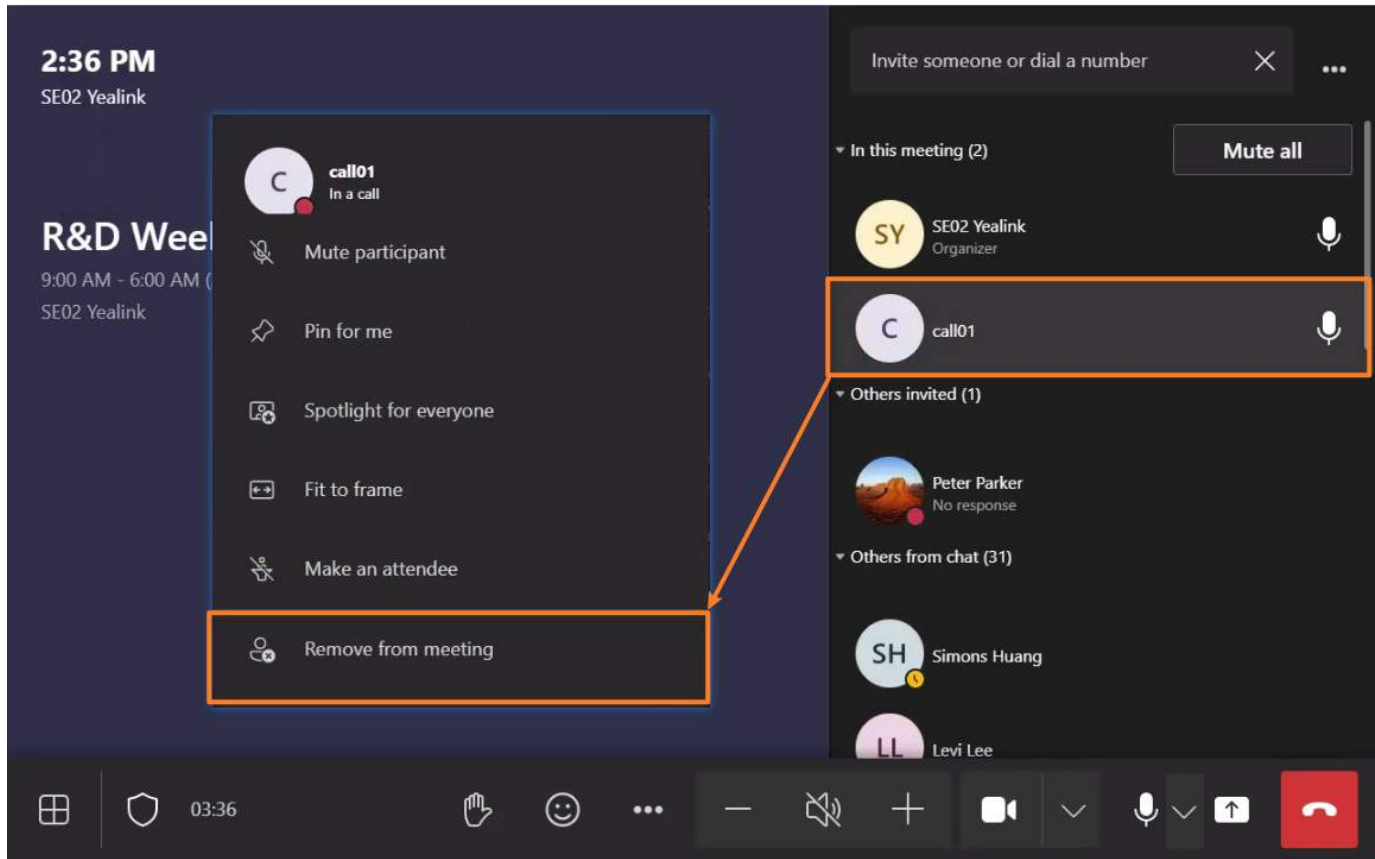 2:36 PM
SE02 Yealink
R&D Weel
9:00 AM - 6:00 AM (
SE02 Yealink
C
call01
In a call
Mute participant
Pin for me
Spotlight for everyone
Fit to frame
Make an attendee
Remove from meeting
Invite someone or dial a number
In this meeting (2)
Mute all
SY
SE02 Yealink
Organizer
C
call01
Others invited (1)
Peter Parker
No response
Others from chat (31)
SH
Simons Huang
LL
Levi Lee
03:36